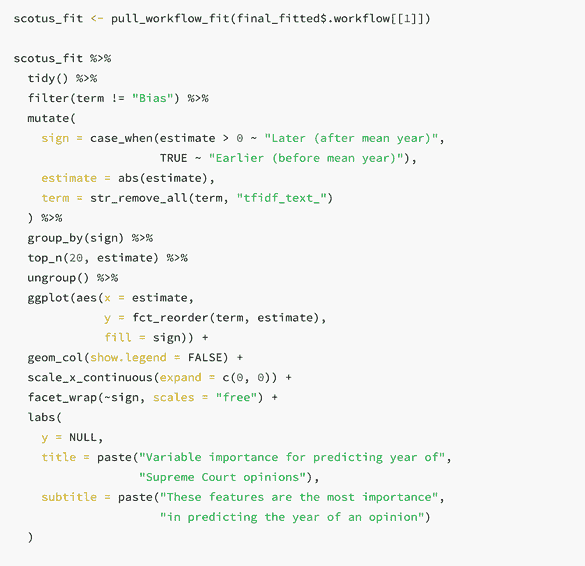 scotus_fit <- pull_workflow_fit(final_fitted$.workflow[[1]])
scotus_fit %>%
  tidy() %>%
  filter(term != "Bias") %>%
  mutate(
    sign = case_when(estimate > 0 ~ "Later (after mean year)",
                     TRUE ~ "Earlier (before mean year)"),
    estimate = abs(estimate),
    term = str_remove_all(term, "tfidf_text_")
  ) %>%
  group_by(sign) %>%
  top_n(20, estimate) %>%
  ungroup() %>%
  ggplot(aes(x = estimate,
             y = fct_reorder(term, estimate),
             fill = sign)) +
  geom_col(show.legend = FALSE) +
  scale_x_continuous(expand = c(0, 0)) +
  facet_wrap(~sign, scales = "free") +
  labs(
    y = NULL,
    title = paste("Variable importance for predicting year of",
                  "Supreme Court opinions"),
    subtitle = paste("These features are the most importance",
                     "in predicting the year of an opinion")
  )